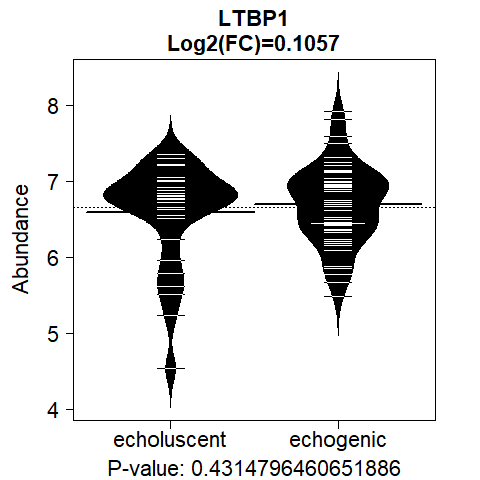 LTBP1
Log2(FC)=0.1057
Abundance
8
7
6
5
4
echoluscent echogenic
P-value: 0.4314796460651886